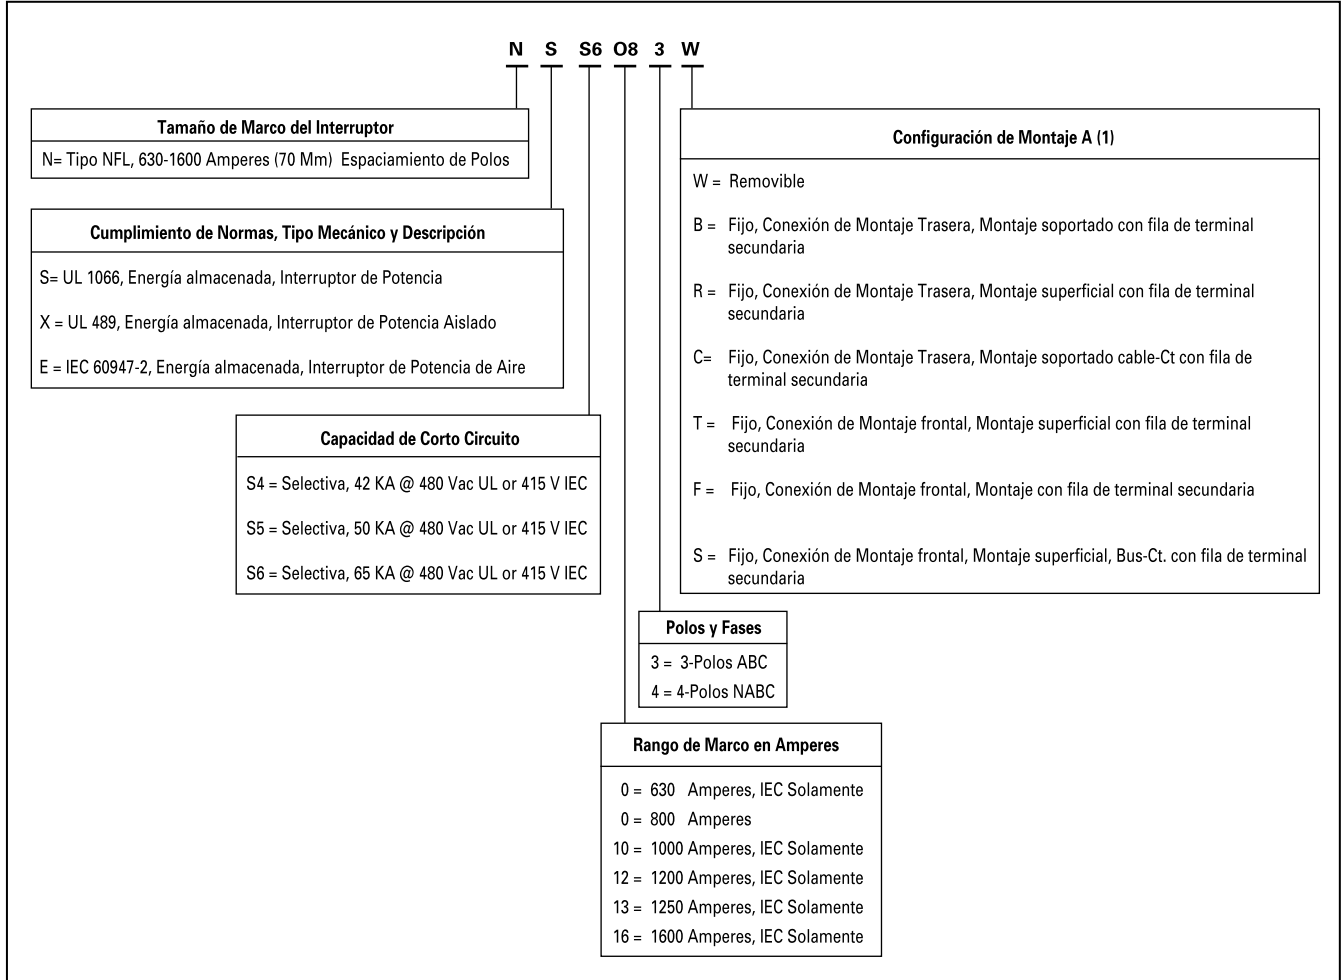 N S S6 O8 3 W
Tamaño de Marco del Interruptor
N= Tipo NFL, 630-1600 Amperes (70 Mm) Espaciamiento de Polos
Cumplimiento de Normas, Tipo Mecánico y Descripción
S= UL 1066, Energía almacenada, Interruptor de Potencia
X = UL 489, Energía almacenada, Interruptor de Potencia Aislado
E = IEC 60947-2, Energía almacenada, Interruptor de Potencia de Aire
Capacidad de Corto Circuito
S4 = Selectiva, 42 KA @ 480 Vac UL or 415 V IEC
S5 = Selectiva, 50 KA @ 480 Vac UL or 415 V IEC
S6 = Selectiva, 65 KA @ 480 Vac UL or 415 V IEC
Configuración de Montaje A (1)
W = Removible
B = Fijo, Conexión de Montaje Trasera, Montaje soportado con fila de terminal
secundaria
R = Fijo, Conexión de Montaje Trasera, Montaje superficial con fila de terminal
secundaria
C= Fijo, Conexión de Montaje Trasera, Montaje soportado cable-Ct con fila de
terminal secundaria
T = Fijo, Conexión de Montaje frontal, Montaje superficial con fila de terminal
secundaria
F = Fijo, Conexión de Montaje frontal, Montaje con fila de terminal secundaria
S = Fijo, Conexión de Montaje frontal, Montaje superficial, Bus-Ct. con fila de terminal
secundaria
Polos y Fases
3 = 3-Polos ABC
4 = 4-Polos NABC
Rango de Marco en Amperes
0 = 630 Amperes, IEC Solamente
0 = 800 Amperes
10 = 1000 Amperes, IEC Solamente
12 = 1200 Amperes, IEC Solamente
13 = 1250 Amperes, IEC Solamente
16 = 1600 Amperes, IEC Solamente